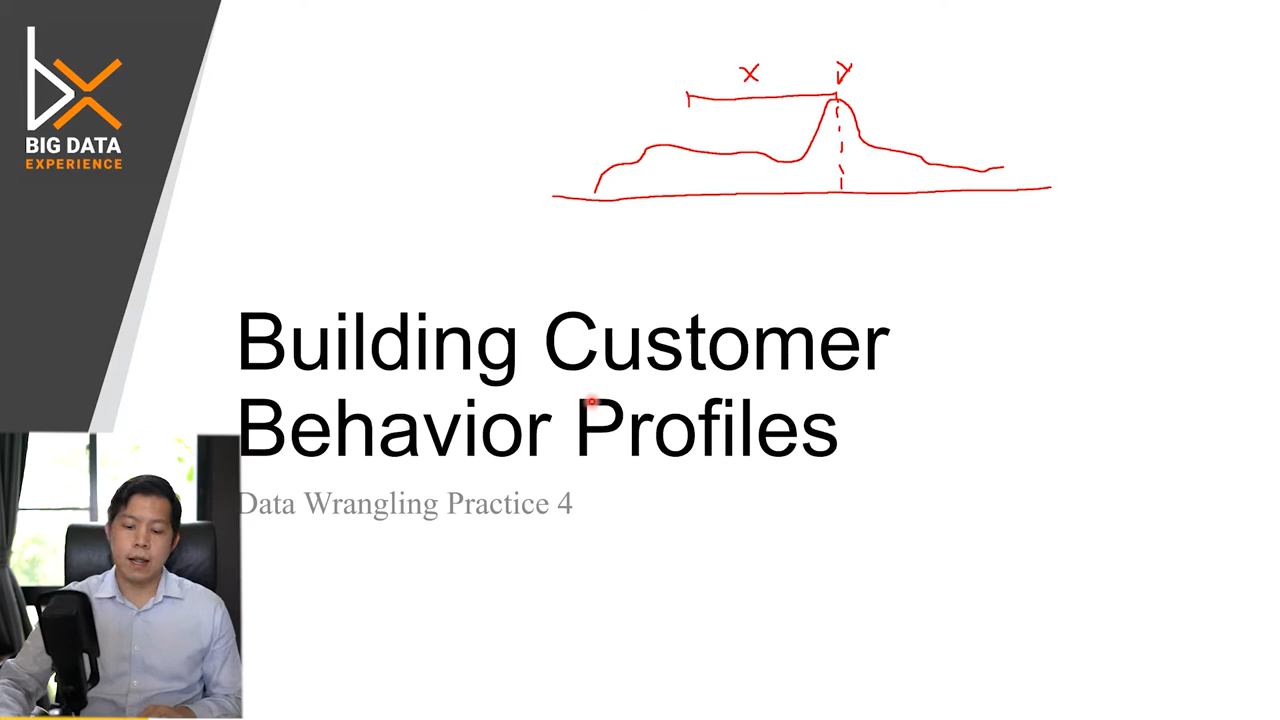 BIG DATA
EXPERIENCE
X
Y
Building Customer
Behavior Profiles
Data Wrangling Practice 4